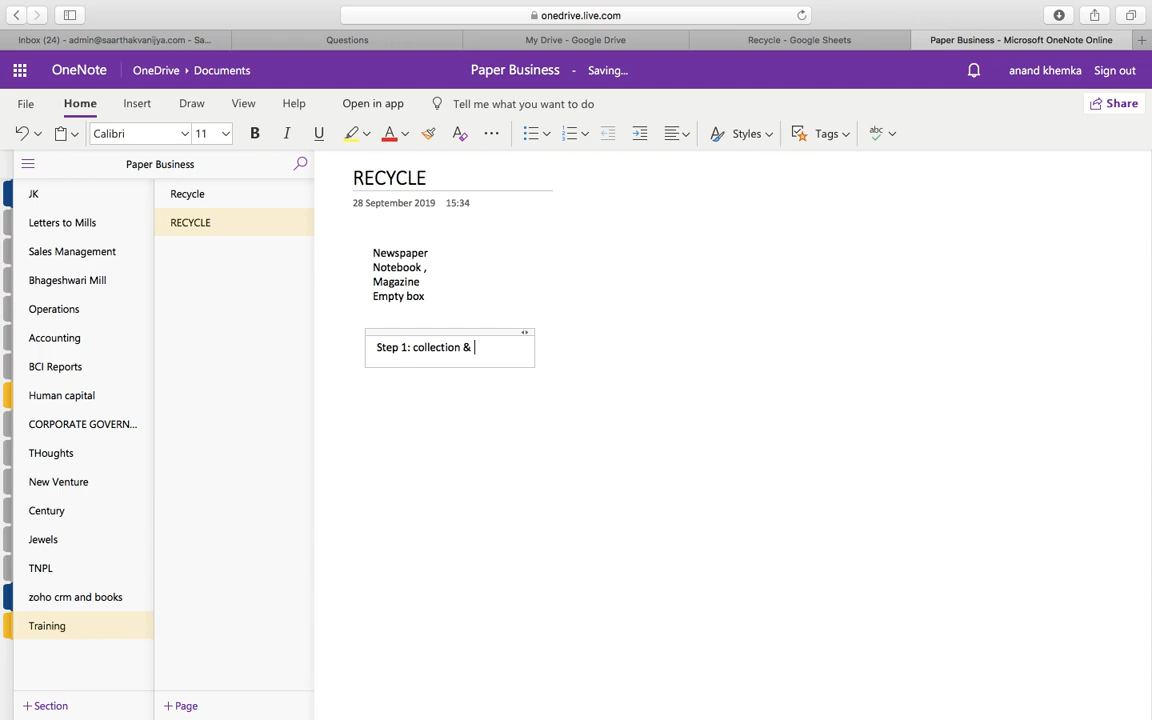 onedrive.live.com
Inbox (24) - admin@saarthakvanijya.com - Sa...
Questions
My Drive - Google Drive
Recycle - Google Sheets
Paper Business - Microsoft OneNote Online
OneNote
OneDrive › Documents
Paper Business - Saving...
anand khemka
Sign out
File
Home
Insert
Draw
View
Help
Open in app
Tell me what you want to do
Share
Calibri
11
B
I
U
A
A
Styles
Tags
abc
Paper Business
JK
Letters to Mills
Sales Management
Bhageshwari Mill
Operations
Accounting
BCI Reports
Human capital
CORPORATE GOVERN...
THoughts
New Venture
Century
Jewels
TNPL
zoho crm and books
Training
+ Section
Recycle
RECYCLE
+ Page
RECYCLE
28 September 2019 15:34
Newspaper
Notebook ,
Magazine
Empty box
Step 1: collection &